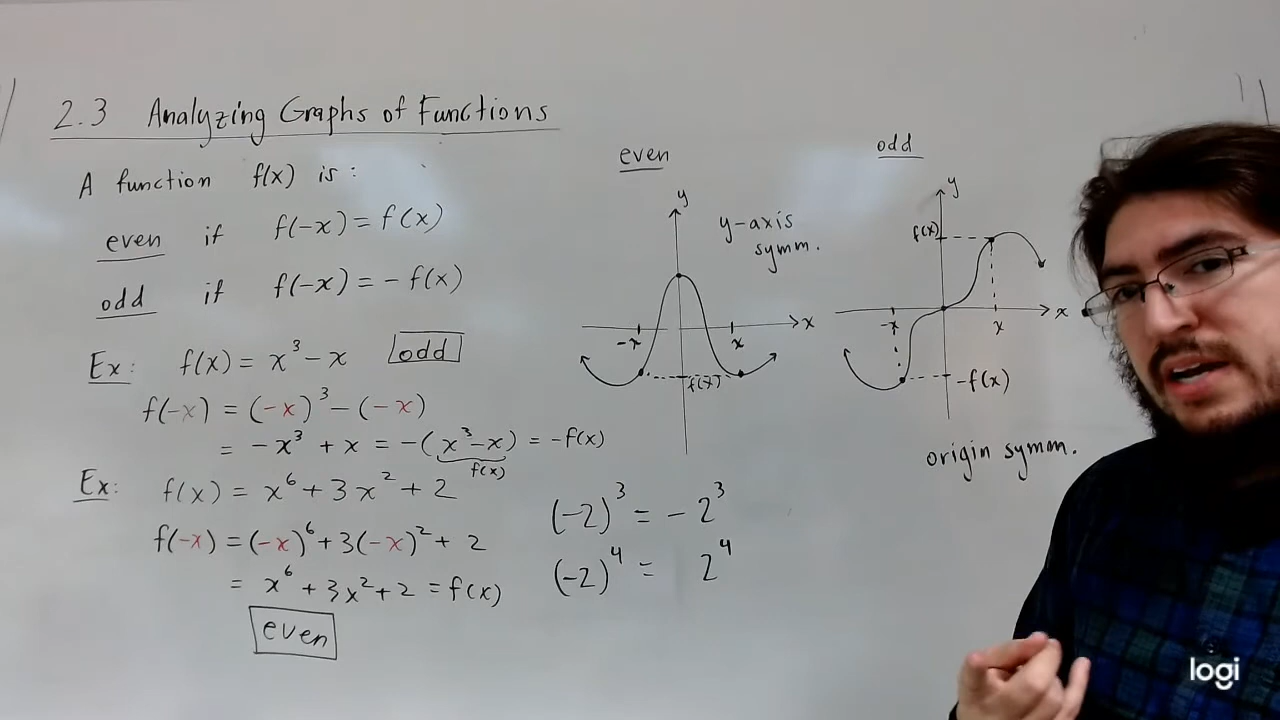 2.3 Analyzing Graphs of Functions
A function f(x) is:
even if f(-x) = f(x)
odd if f(-x) = - f(x)
Ex: f(x) = x³ - x odd
f(-x) = (-x)³ - (-x)
= -x³ + x = -(x³-x) = -f(x)
f(x)
Ex: f(x) = x⁶ + 3x² + 2
f(-x) = (-x)⁶ + 3(-x)² + 2
= x⁶ + 3x² + 2 = f(x)
even
(-2)³ = - 2³
(-2)⁴ = 2⁴
even
y
y-axis
symm.
-x
x
x
f(x)
odd
y
f(x)
-x
x
x
-f(x)
origin symm.
logi